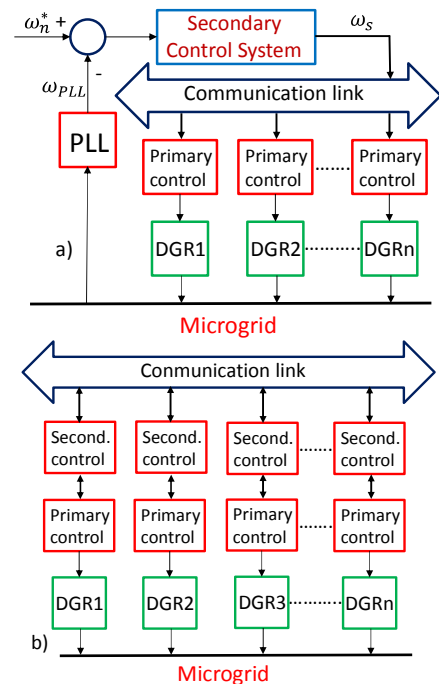 ω*n + Secondary Control System ωs
-
ωPLL
Communication link
PLL
Primary control Primary control ....... Primary control
a)
DGR1 DGR2 .......... DGRn
Microgrid
Conmunication link
Second. control Second. control Second. control ...... Second. control
Primary control Primary control Primary control ...... Primary control
DGR1 DGR2 DGR3 .......... DGRn
b)
Microgrid